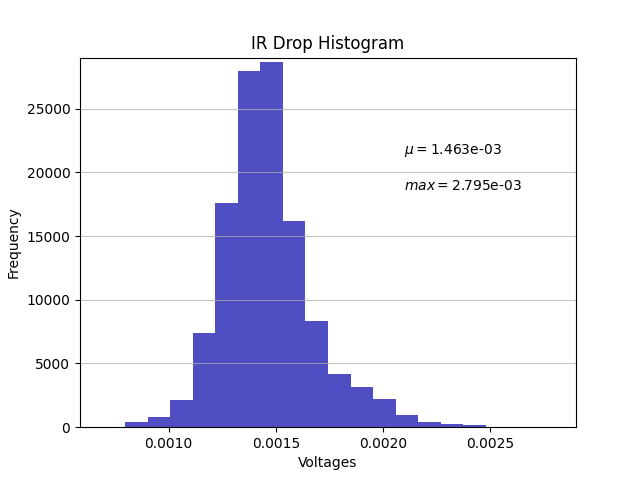 IR Drop Histogram
25000
20000
15000
10000
5000
0
Frequency
μ = 1.463e-03
max = 2.795e-03
0.0010 0.0015 0.0020 0.0025
Voltages